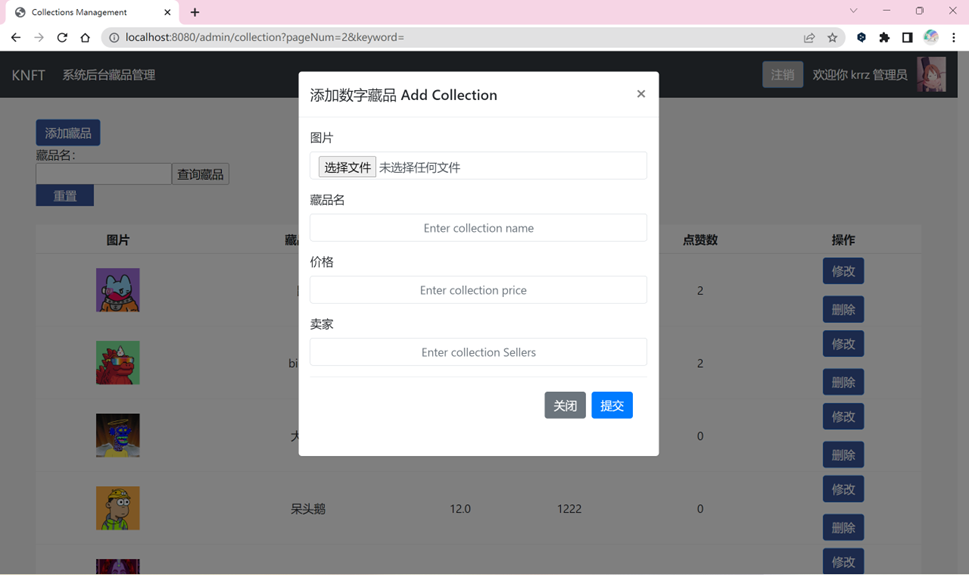 Collections Management
localhost:8080/admin/collection?pageNum=2&keyword=
KNFT 系统后台藏品管理
注销 欢迎你 krrz 管理员
添加数字藏品 Add Collection
图片
选择文件 未选择任何文件
藏品名
Enter collection name
价格
Enter collection price
卖家
Enter collection Sellers
关闭 提交
添加藏品
藏品名:
查询藏品
重置
图片 点赞数 操作
2 修改
删除
bi 2 修改
删除
0 修改
删除
呆头鹅 12.0 1222 0 修改
删除
修改